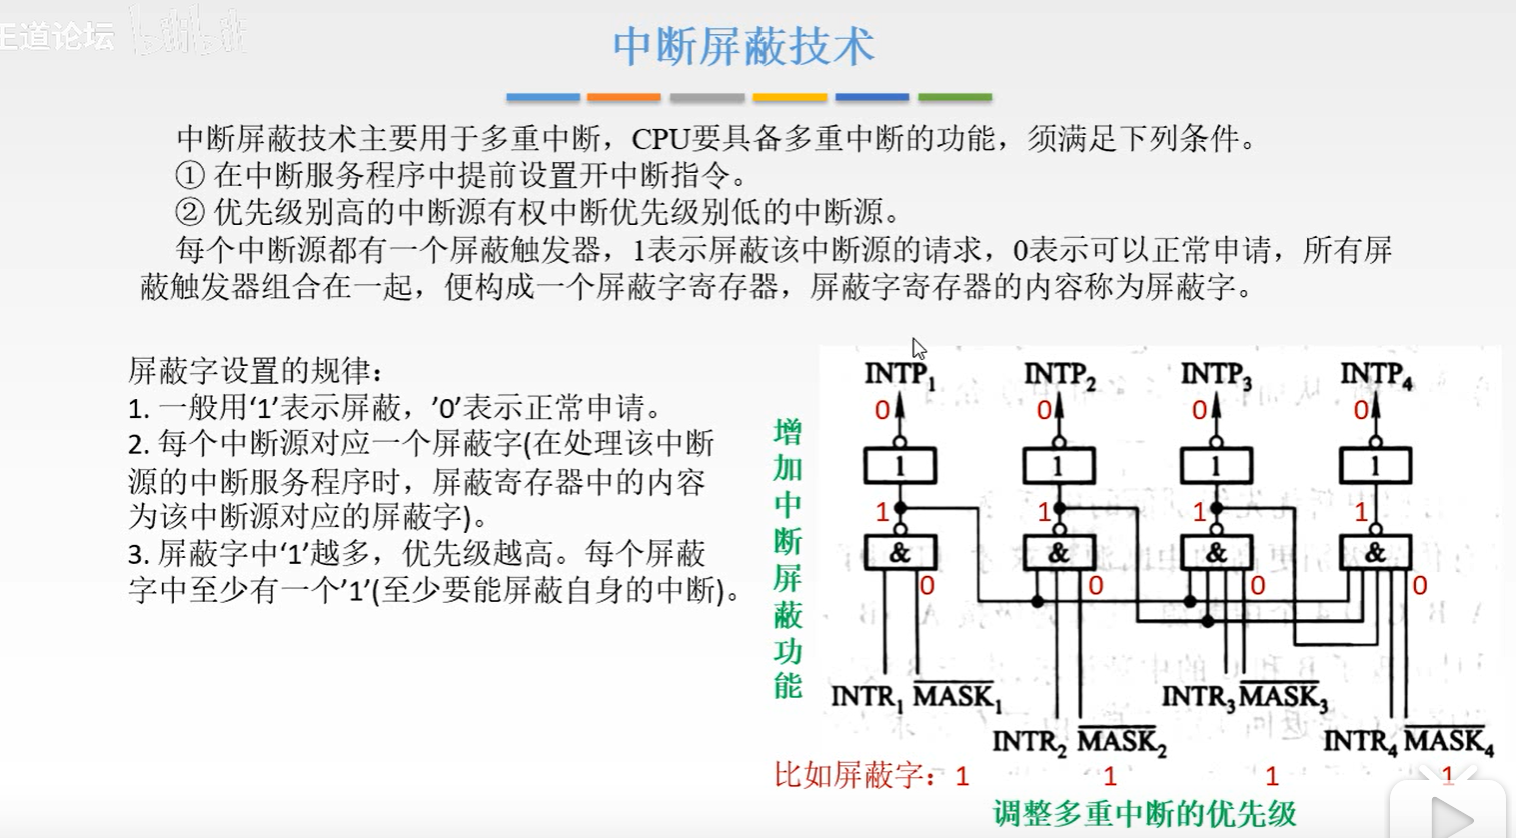 王道论坛 bilibili
中断屏蔽技术
中断屏蔽技术主要用于多重中断，CPU要具备多重中断的功能，须满足下列条件。
① 在中断服务程序中提前设置开中断指令。
② 优先级别高的中断源有权中断优先级别低的中断源。
每个中断源都有一个屏蔽触发器，1表示屏蔽该中断源的请求，0表示可以正常申请，所有屏
蔽触发器组合在一起，便构成一个屏蔽字寄存器，屏蔽字寄存器的内容称为屏蔽字。
屏蔽字设置的规律：
1. 一般用‘1’表示屏蔽，’0’表示正常申请。
2. 每个中断源对应一个屏蔽字(在处理该中断
源的中断服务程序时，屏蔽寄存器中的内容
为该中断源对应的屏蔽字)。
3. 屏蔽字中‘1’越多，优先级越高。每个屏蔽
字中至少有一个’1’(至少要能屏蔽自身的中断)。
增加中断屏蔽功能
INTP₁ INTP₂ INTP₃ INTP₄
0 0 0 0
1 1 1 1
1 1 1 1
& & & &
0 0 0 0
INTR₁ M̅A̅S̅K̅₁ INTR₃ M̅A̅S̅K̅₃
INTR₂ M̅A̅S̅K̅₂ INTR₄ M̅A̅S̅K̅₄
比如屏蔽字：1 1 1 1
调整多重中断的优先级